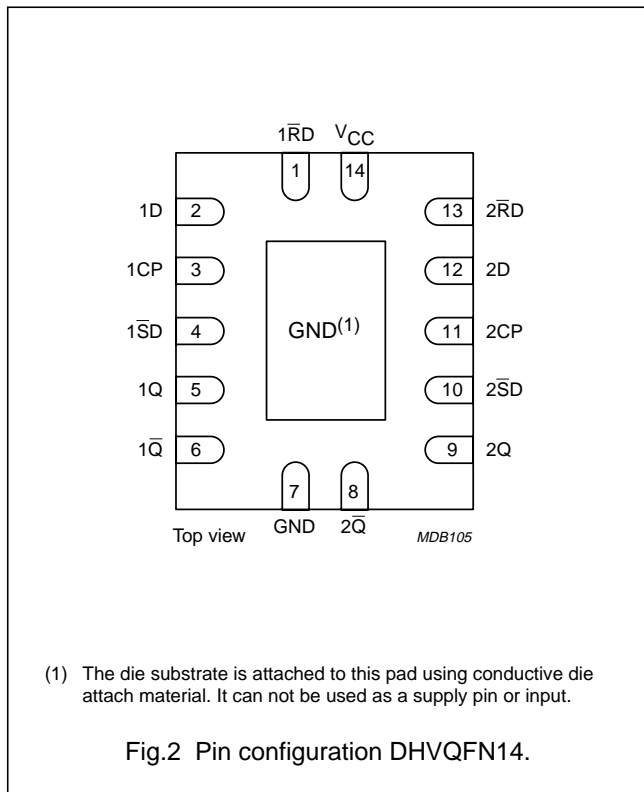 1R̅D VCC
1 14
1D 2 13 2R̅D
1CP 3 12 2D
1S̅D 4 GND(1) 11 2CP
1Q 5 10 2S̅D
1Q̅ 6 9 2Q
7 8
Top view GND 2Q̅ MDB105
(1) The die substrate is attached to this pad using conductive die
attach material. It can not be used as a supply pin or input.
Fig.2 Pin configuration DHVQFN14.